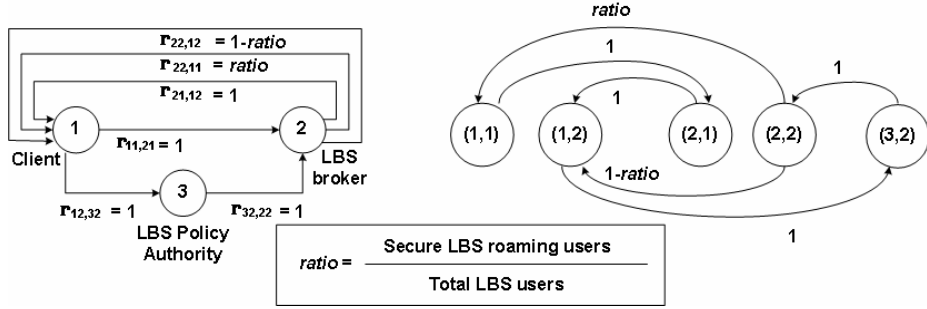 r22,12 = 1-ratio
r22,11 = ratio
r21,12 = 1
1
2
Client
r11,21 = 1
LBS
broker
3
r12,32 = 1
r32,22 = 1
LBS Policy
Authority
ratio
1
1
1
(1,1)
(1,2)
(2,1)
(2,2)
(3,2)
1-ratio
1
ratio =
Secure LBS roaming users
Total LBS users